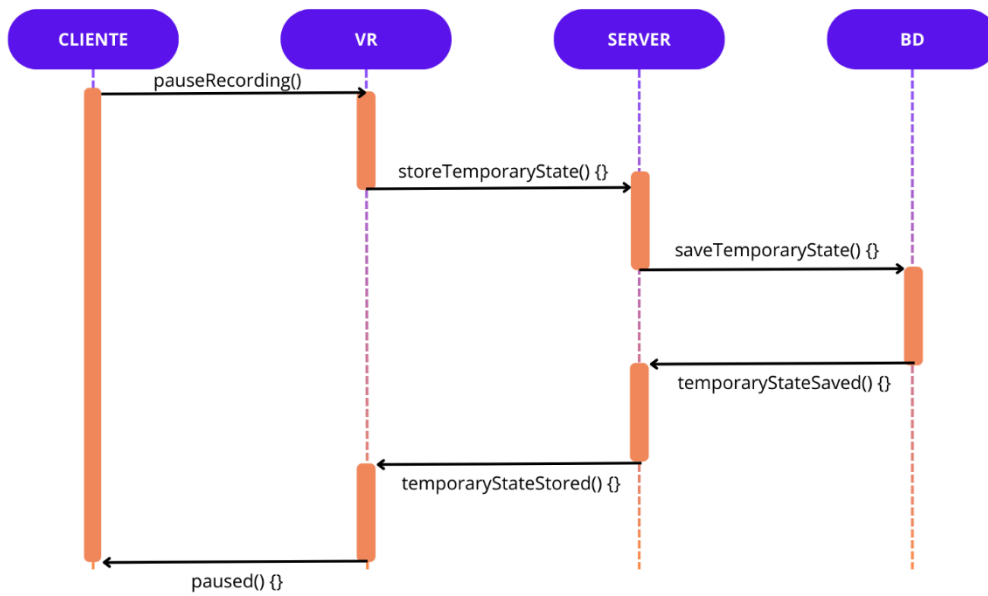 CLIENTE
VR
SERVER
BD
pauseRecording()
storeTemporaryState() {}
saveTemporaryState() {}
temporaryStateSaved() {}
temporaryStateStored() {}
paused() {}